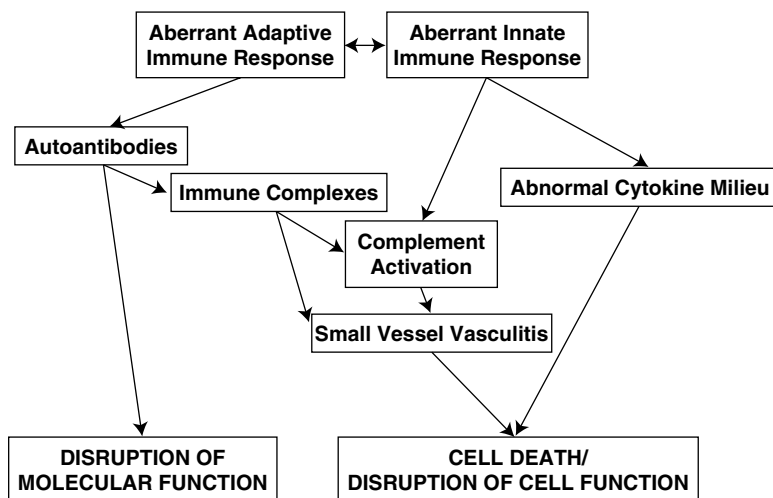 Aberrant Adaptive
Immune Response
Aberrant Innate
Immune Response
Autoantibodies
Immune Complexes
Abnormal Cytokine Milieu
Complement
Activation
Small Vessel Vasculitis
DISRUPTION OF
MOLECULAR FUNCTION
CELL DEATH/
DISRUPTION OF CELL FUNCTION